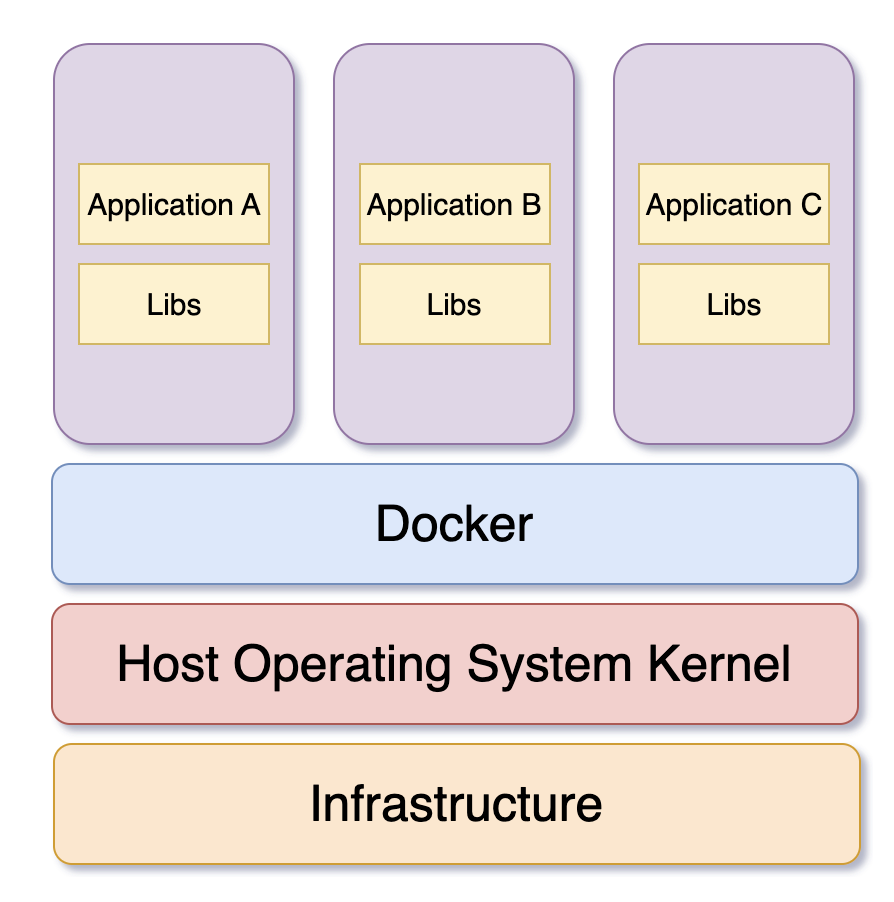 Application A
Application B
Application C
Libs
Libs
Libs
Docker
Host Operating System Kernel
Infrastructure